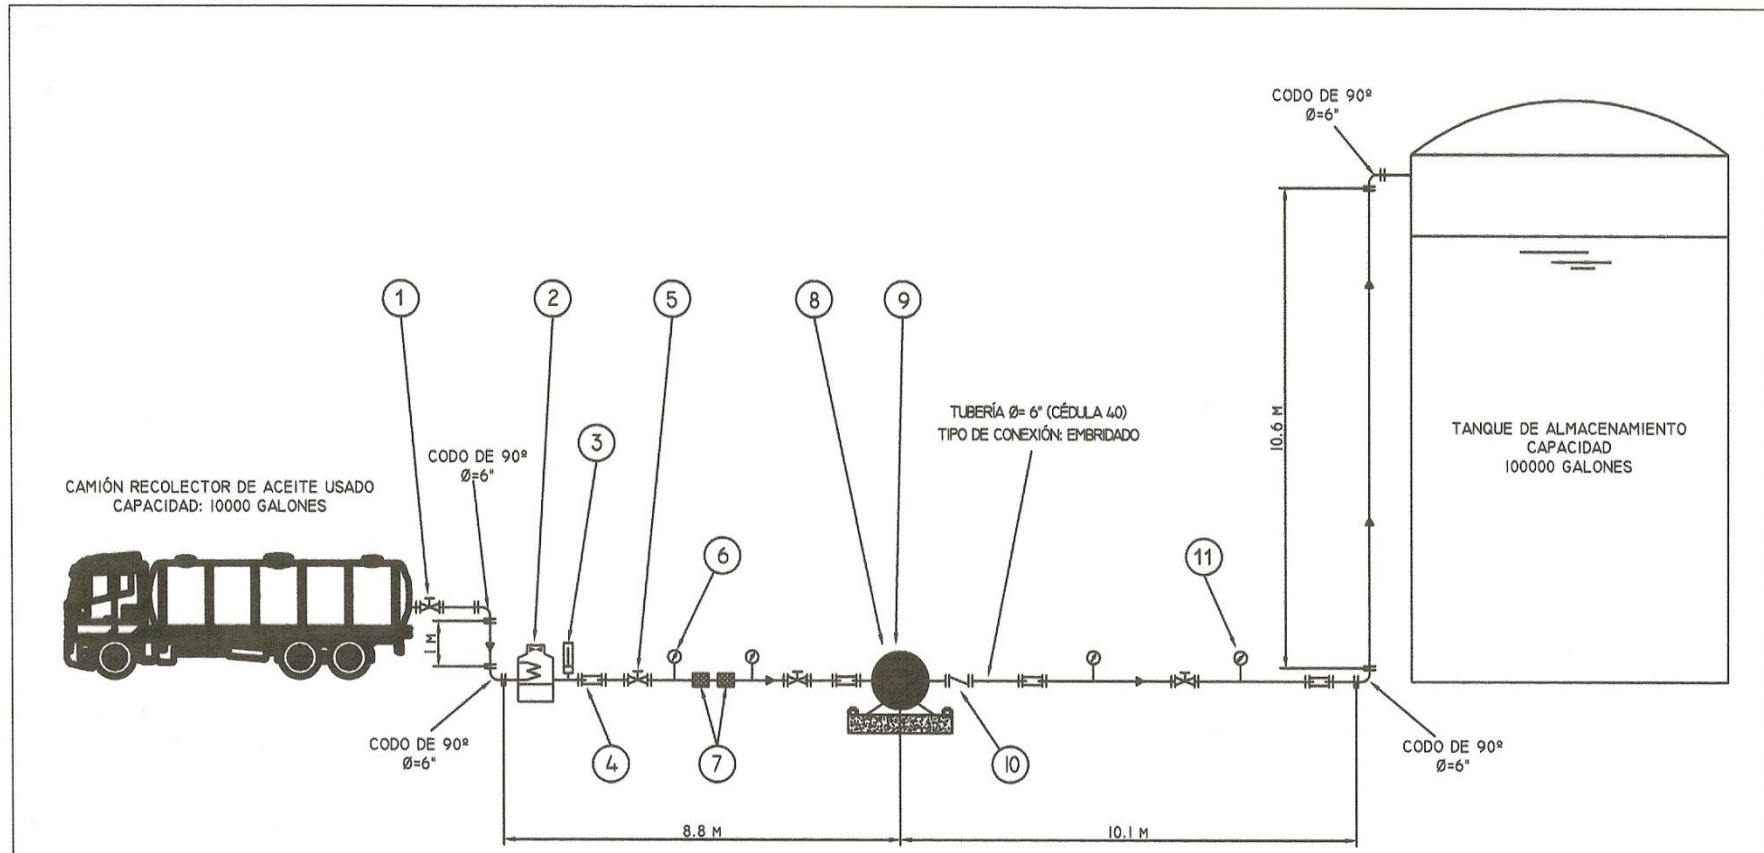 CODO DE 90º
Ø=6"
1
2
5
8
9
3
CODO DE 90º
Ø=6"
TUBERÍA Ø= 6" (CÉDULA 40)
TIPO DE CONEXIÓN: EMBRIDADO
10.6 M
TANQUE DE ALMACENAMIENTO
CAPACIDAD
100000 GALONES
CAMIÓN RECOLECTOR DE ACEITE USADO
CAPACIDAD: 10000 GALONES
6
11
1 M
CODO DE 90º
Ø=6"
4
7
10
CODO DE 90º
Ø=6"
8.8 M
10.1 M